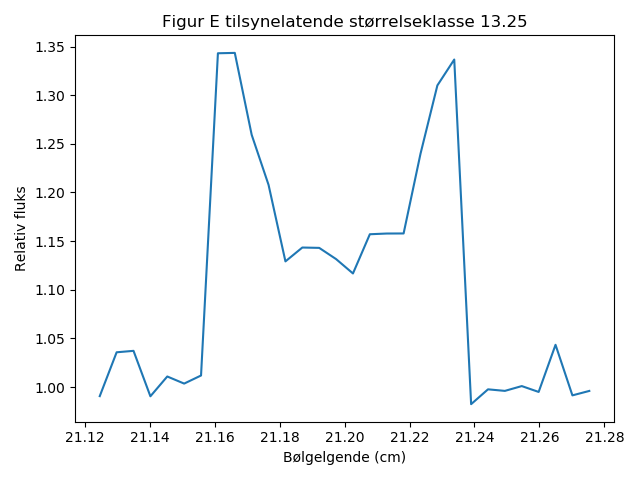 Figur E tilsynelatende størrelseklasse 13.25
1.35
1.30
1.25
1.20
1.15
1.10
1.05
1.00
Relativ fluks
21.12 21.14 21.16 21.18 21.20 21.22 21.24 21.26 21.28
Bølgelgende (cm)